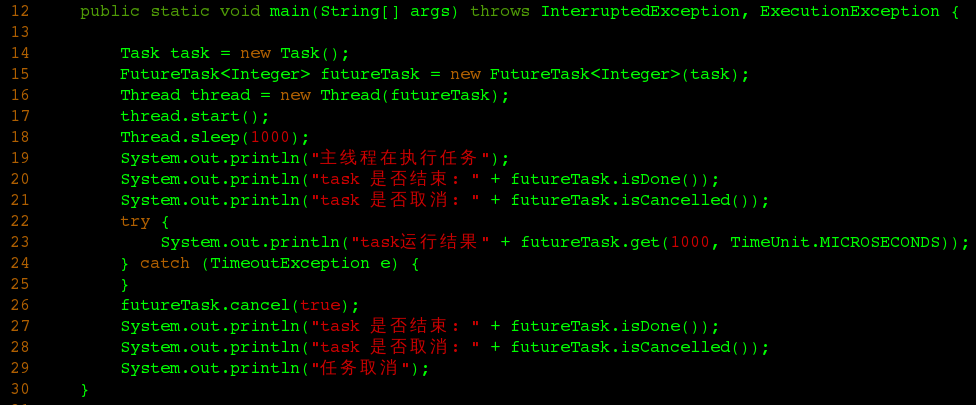 12     public static void main(String[] args) throws InterruptedException, ExecutionException {
13
14         Task task = new Task();
15         FutureTask<Integer> futureTask = new FutureTask<Integer>(task);
16         Thread thread = new Thread(futureTask);
17         thread.start();
18         Thread.sleep(1000);
19         System.out.println("主线程在执行任务");
20         System.out.println("task 是否结束: " + futureTask.isDone());
21         System.out.println("task 是否取消: " + futureTask.isCancelled());
22         try {
23             System.out.println("task运行结果" + futureTask.get(1000, TimeUnit.MICROSECONDS));
24         } catch (TimeoutException e) {
25         }
26         futureTask.cancel(true);
27         System.out.println("task 是否结束: " + futureTask.isDone());
28         System.out.println("task 是否取消: " + futureTask.isCancelled());
29         System.out.println("任务取消");
30     }